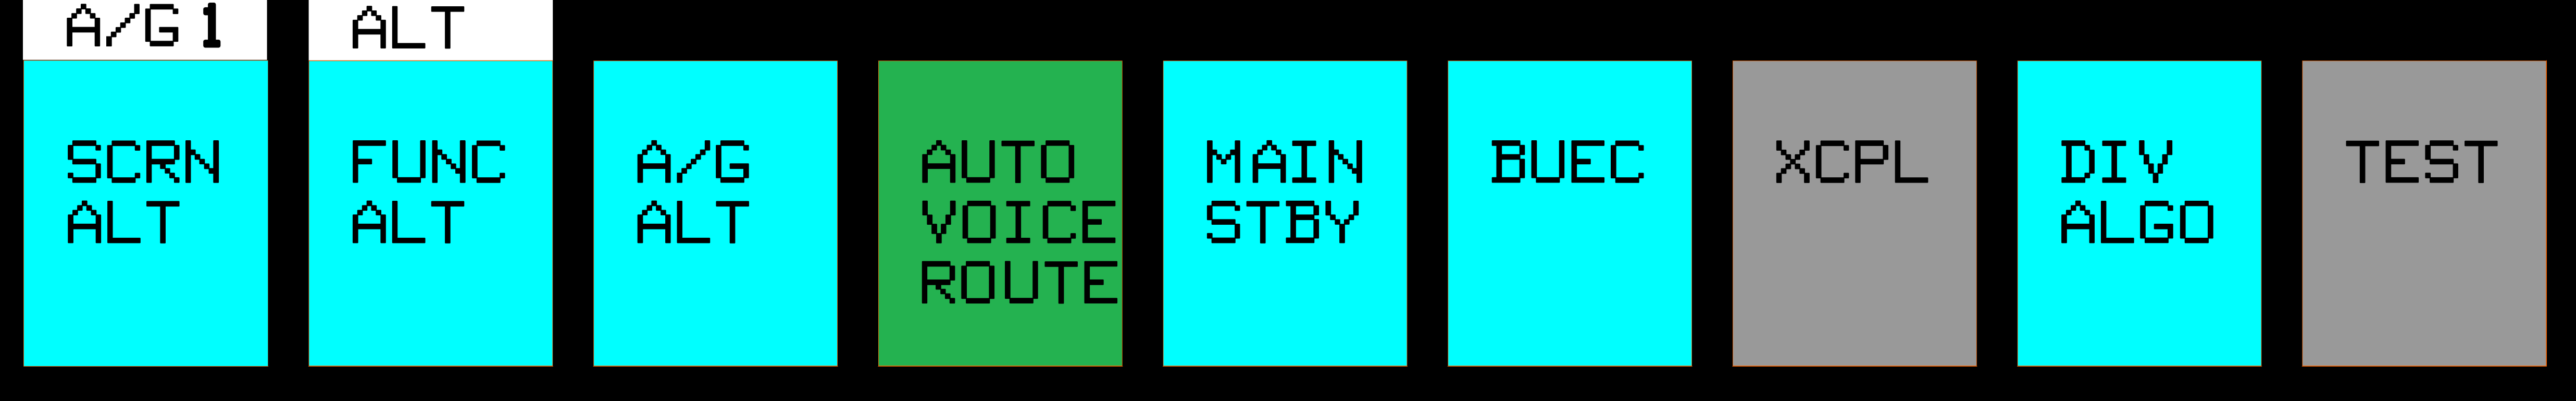 A/G 1
ALT
SCRN
ALT
FUNC
ALT
A/G
ALT
AUTO
VOICE
ROUTE
MAIN
STBY
BUEC
XCPL
DIV
ALGO
TEST